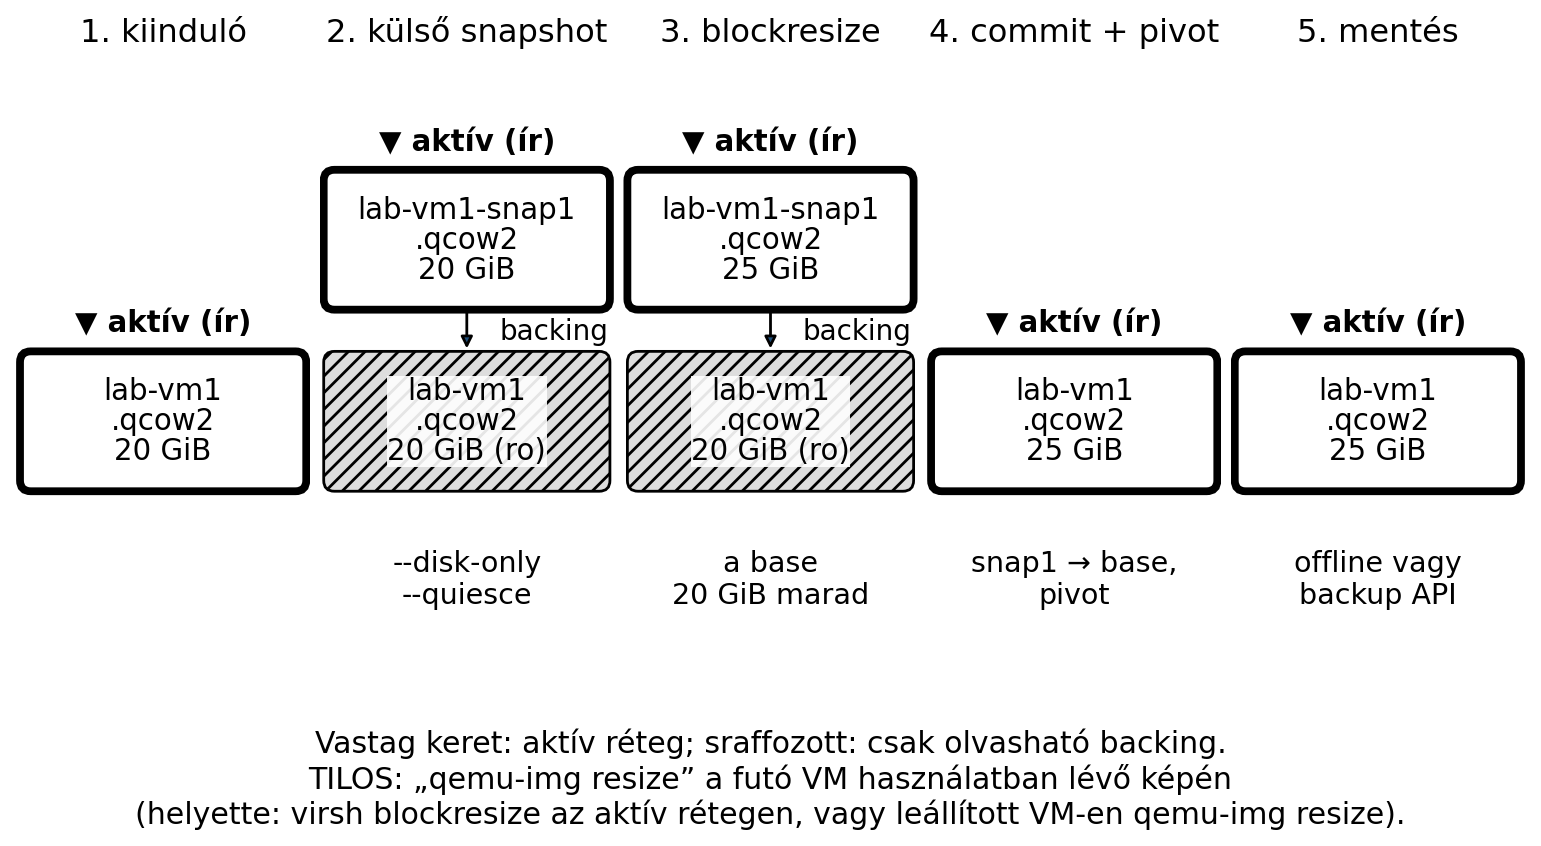 1. kiinduló
2. külső snapshot
3. blockresize
4. commit + pivot
5. mentés
▼ aktív (ír)
lab-vm1
.qcow2
20 GiB
▼ aktív (ír)
lab-vm1-snap1
.qcow2
20 GiB
backing
lab-vm1
.qcow2
20 GiB (ro)
--disk-only
--quiesce
▼ aktív (ír)
lab-vm1-snap1
.qcow2
25 GiB
backing
lab-vm1
.qcow2
20 GiB (ro)
a base
20 GiB marad
▼ aktív (ír)
lab-vm1
.qcow2
25 GiB
snap1 → base,
pivot
▼ aktív (ír)
lab-vm1
.qcow2
25 GiB
offline vagy
backup API
Vastag keret: aktív réteg; sraffozott: csak olvasható backing.
TILOS: „qemu-img resize” a futó VM használatban lévő képén
(helyette: virsh blockresize az aktív rétegen, vagy leállított VM-en qemu-img resize).